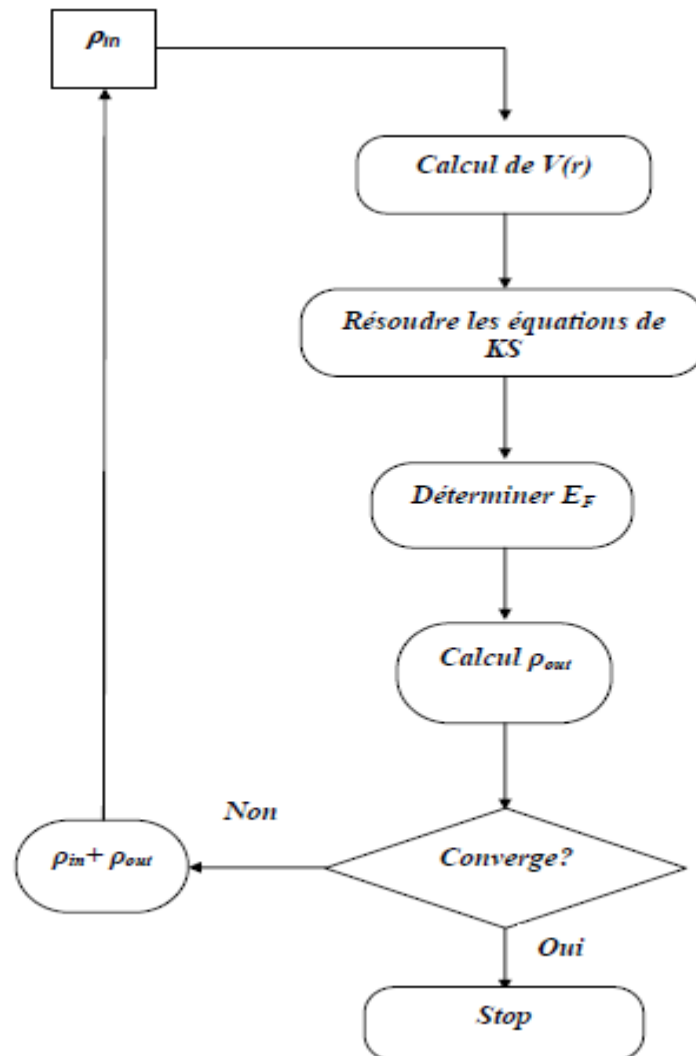 ρin
Calcul de V(r)
Résoudre les équations de
KS
Déterminer EF
Calcul ρout
Converge?
Non
ρin+ ρout
Oui
Stop